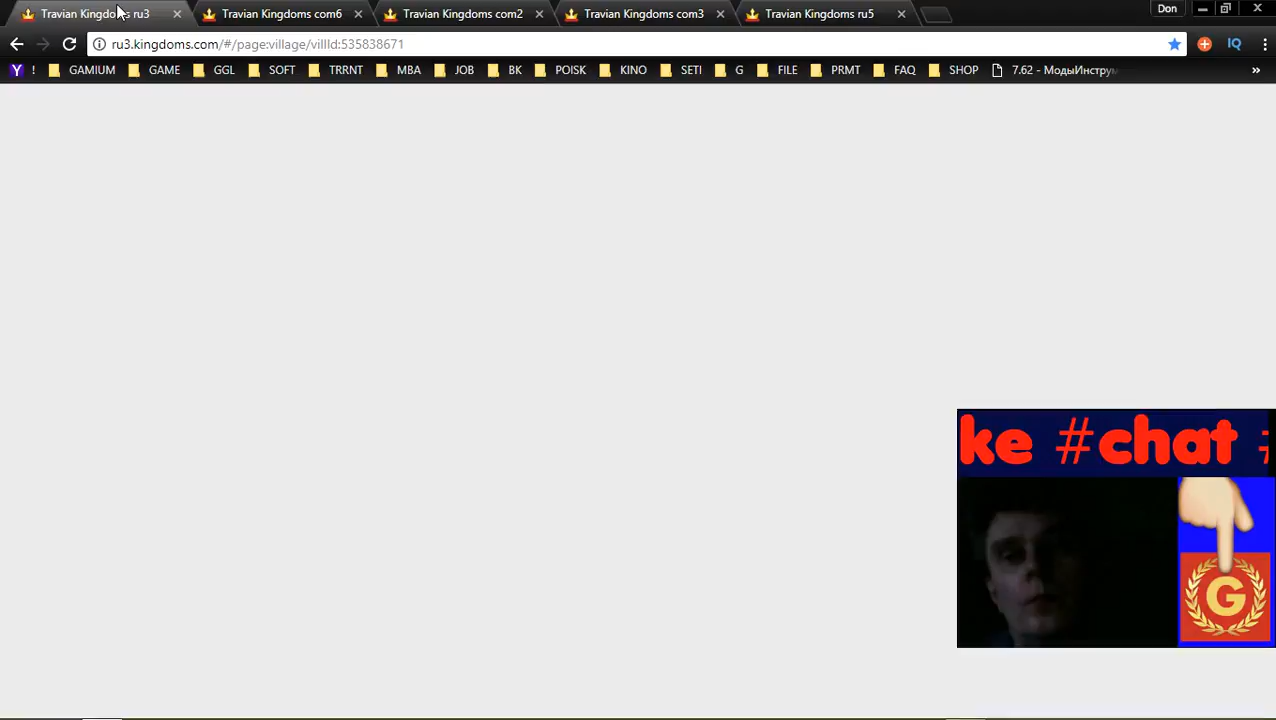 Travian Kingdoms ru3
Travian Kingdoms com6
Travian Kingdoms com2
Travian Kingdoms com3
Travian Kingdoms ru5
Don
ru3.kingdoms.com/#/page:village/villId:535838671
IQ
Y ! GAMIUM GAME GGL SOFT TRRNT MBA JOB BK POISK KINO SETI G FILE PRMT FAQ SHOP 7.62 - МодыИнструм »
ke #chat #
G